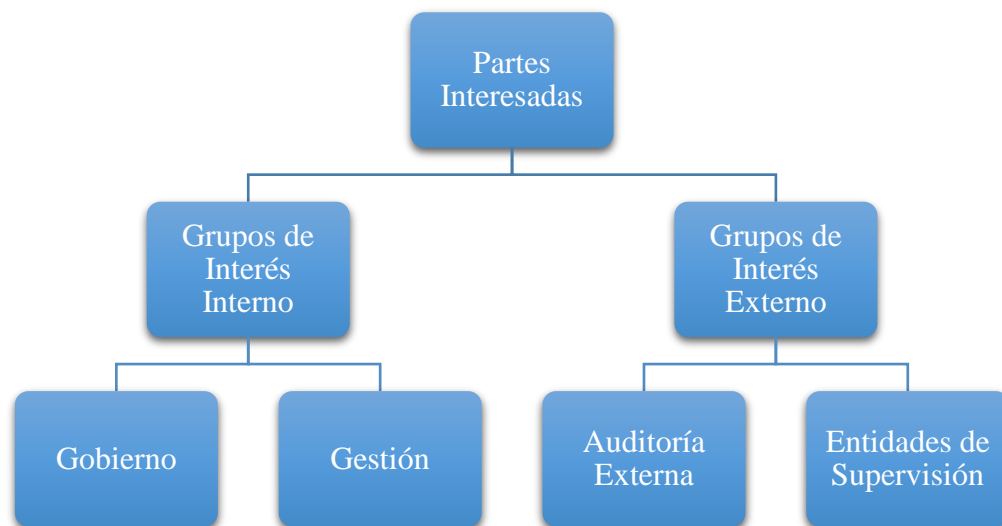 Partes
Interesadas
Grupos de
Interés
Interno
Grupos de
Interés
Externo
Gobierno
Gestión
Auditoría
Externa
Entidades de
Supervisión